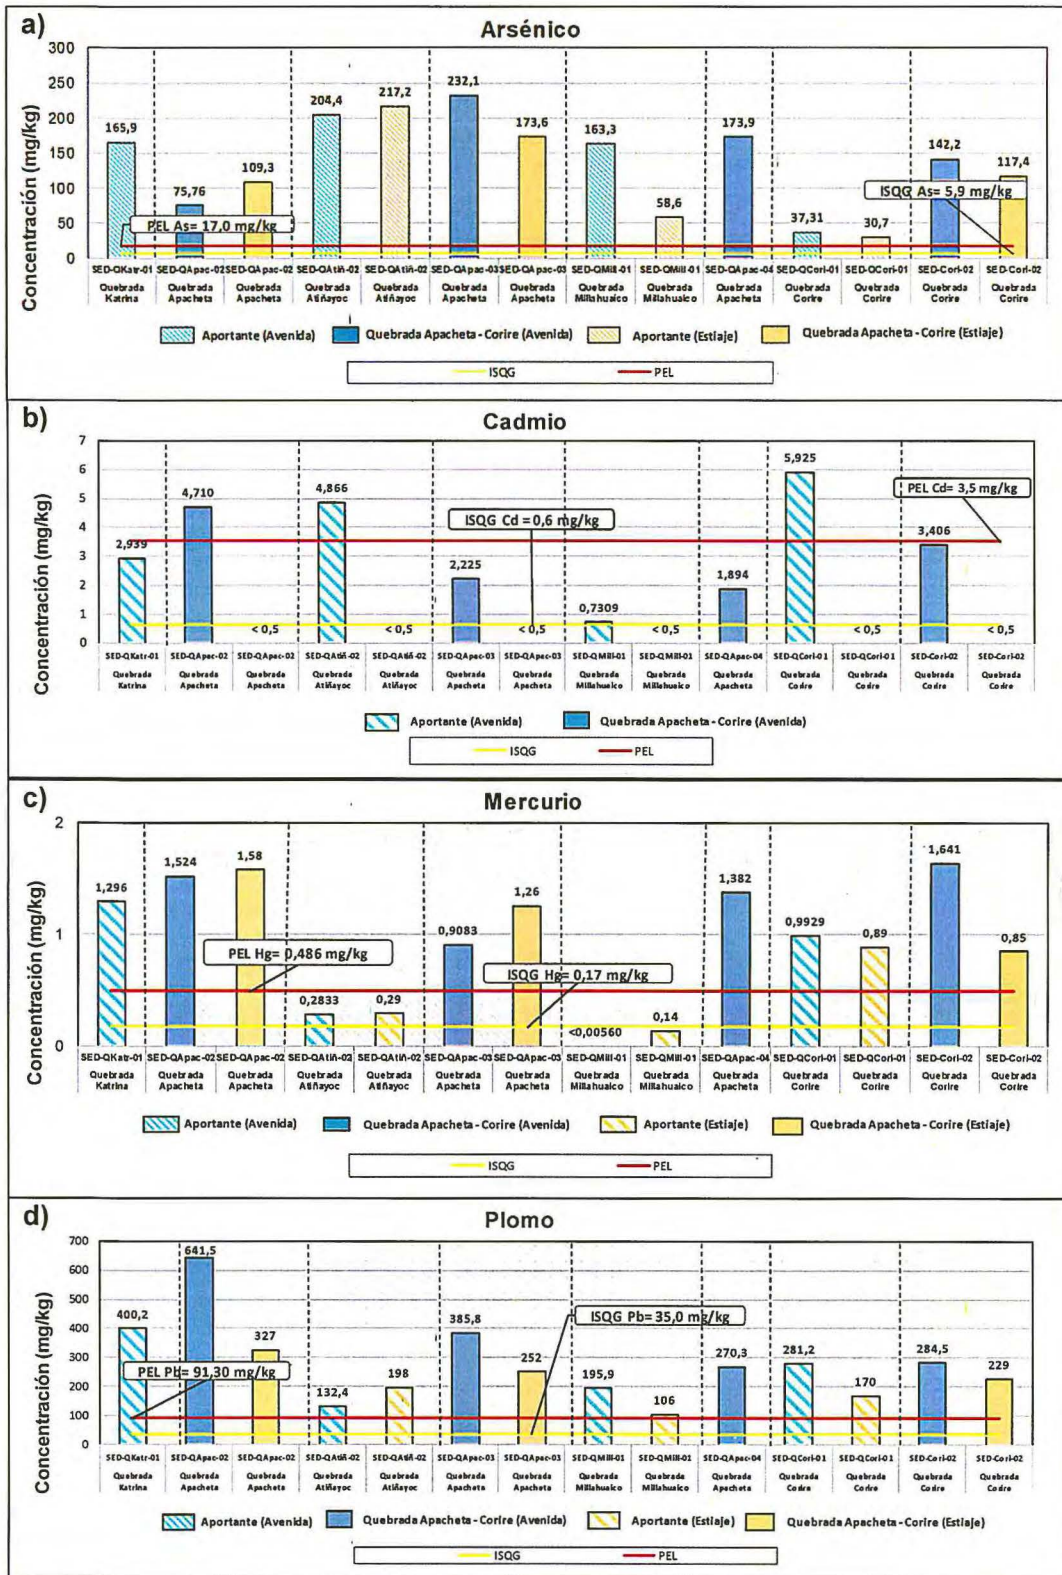 a)
Arsénico
Concentración (mg/kg)
300
250
200
150
100
50
0
165,9
75,76
109,3
204,4
217,2
232,1
173,6
163,3
58,6
173,9
37,31
30,7
142,2
117,4
PEL As= 17,0 mg/kg
ISQG As= 5,9 mg/kg
SED-QKatr-01 SED-QApac-02 SED-QApac-02 SED-QAtiñ-02 SED-QAtiñ-02 SED-QApac-03 SED-QApac-03 SED-QMill-01 SED-QMill-01 SED-QApac-04 SED-QCori-01 SED-QCori-01 SED-Cori-02 SED-Cori-02
Quebrada Quebrada Quebrada Quebrada Quebrada Quebrada Quebrada Quebrada Quebrada Quebrada Quebrada Quebrada Quebrada Quebrada
Katrina Apacheta Apacheta Atiñayoc Atiñayoc Apacheta Apacheta Millahuaico Millahuaico Apacheta Corire Corire Corire Corire
Aportante (Avenida) Quebrada Apacheta - Corire (Avenida) Aportante (Estiaje) Quebrada Apacheta - Corire (Estiaje)
ISQG PEL
b)
Cadmio
Concentración (mg/kg)
7
6
5
4
3
2
1
0
2,939
4,710
< 0,5
4,866
< 0,5
2,225
< 0,5
0,7309
< 0,5
1,894
5,925
< 0,5
3,406
< 0,5
ISQG Cd = 0,6 mg/kg
PEL Cd= 3,5 mg/kg
SED-QKatr-01 SED-QApac-02 SED-QApac-02 SED-QAtiñ-02 SED-QAtiñ-02 SED-QApac-03 SED-QApac-03 SED-QMill-01 SED-QMill-01 SED-QApac-04 SED-QCori-01 SED-QCori-01 SED-Cori-02 SED-Cori-02
Quebrada Quebrada Quebrada Quebrada Quebrada Quebrada Quebrada Quebrada Quebrada Quebrada Quebrada Quebrada Quebrada Quebrada
Katrina Apacheta Apacheta Atiñayoc Atiñayoc Apacheta Apacheta Millahuaico Millahuaico Apacheta Corire Corire Corire Corire
Aportante (Avenida) Quebrada Apacheta - Corire (Avenida)
ISQG PEL
c)
Mercurio
Concentración (mg/kg)
2
1
0
1,296
1,524
1,58
0,2833
0,29
0,9083
1,26
<0,00560
0,14
1,382
0,9929
0,89
1,641
0,85
PEL Hg= 0,486 mg/kg
ISQG Hg= 0,17 mg/kg
SED-QKatr-01 SED-QApac-02 SED-QApac-02 SED-QAtiñ-02 SED-QAtiñ-02 SED-QApac-03 SED-QApac-03 SED-QMill-01 SED-QMill-01 SED-QApac-04 SED-QCori-01 SED-QCori-01 SED-Cori-02 SED-Cori-02
Quebrada Quebrada Quebrada Quebrada Quebrada Quebrada Quebrada Quebrada Quebrada Quebrada Quebrada Quebrada Quebrada Quebrada
Katrina Apacheta Apacheta Atiñayoc Atiñayoc Apacheta Apacheta Millahuaico Millahuaico Apacheta Corire Corire Corire Corire
Aportante (Avenida) Quebrada Apacheta - Corire (Avenida) Aportante (Estiaje) Quebrada Apacheta - Corire (Estiaje)
ISQG PEL
d)
Plomo
Concentración (mg/kg)
700
600
500
400
300
200
100
0
400,2
641,5
327
132,4
198
385,8
252
195,9
106
270,3
281,2
170
284,5
229
PEL Pb= 91,30 mg/kg
ISQG Pb= 35,0 mg/kg
SED-QKatr-01 SED-QApac-02 SED-QApac-02 SED-QAtiñ-02 SED-QAtiñ-02 SED-QApac-03 SED-QApac-03 SED-QMill-01 SED-QMill-01 SED-QApac-04 SED-QCori-01 SED-QCori-01 SED-Cori-02 SED-Cori-02
Quebrada Quebrada Quebrada Quebrada Quebrada Quebrada Quebrada Quebrada Quebrada Quebrada Quebrada Quebrada Quebrada Quebrada
Katrina Apacheta Apacheta Atiñayoc Atiñayoc Apacheta Apacheta Millahuaico Millahuaico Apacheta Corire Corire Corire Corire
Aportante (Avenida) Quebrada Apacheta - Corire (Avenida) Aportante (Estiaje) Quebrada Apacheta - Corire (Estiaje)
ISQG PEL